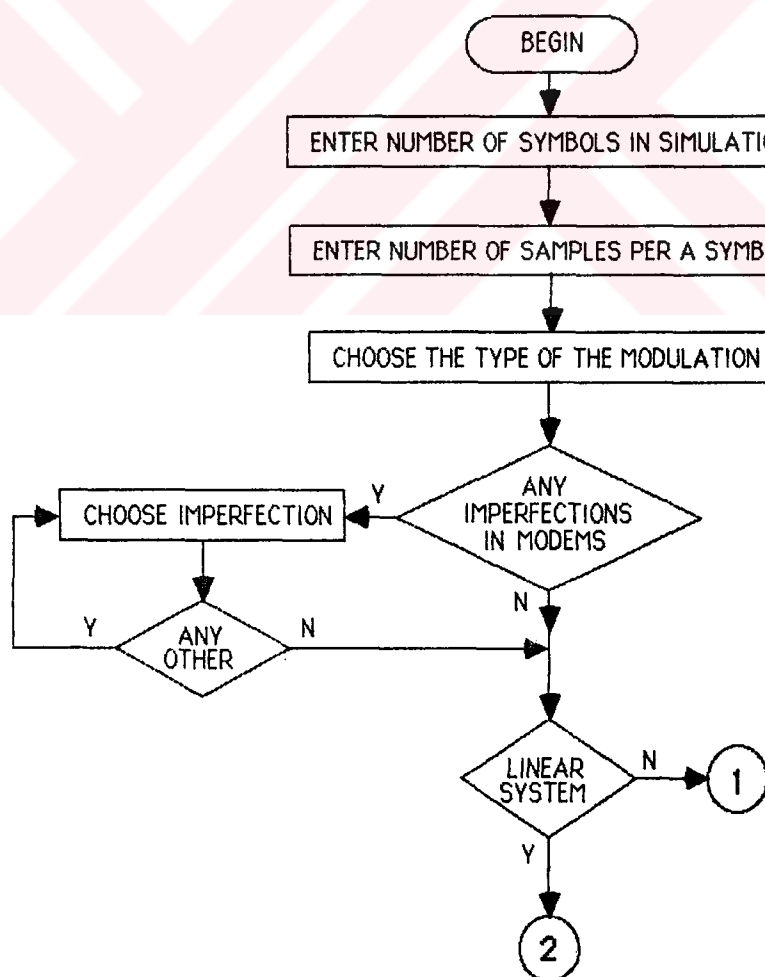 BEGIN
ENTER NUMBER OF SYMBOLS IN
ENTER NUMBER OF SAMPLES PER A
CHOOSE THE TYPE OF THE MODULATION
ANY
IMPERFECTIONS
IN MODEMS
Y
CHOOSE IMPERFECTION
N
Y
ANY
OTHER
N
LINEAR
SYSTEM
N
1
Y
2